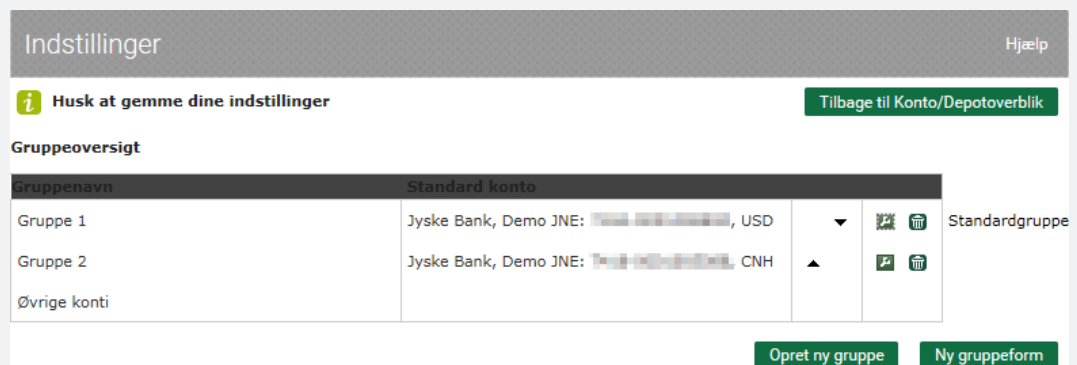 Indstillinger Hjælp
Husk at gemme dine indstillinger Tilbage til Konto/Depotoverblik
Gruppeoversigt
Gruppenavn Standard konto
Gruppe 1 Jyske Bank, Demo JNE: , USD Standardgruppe
Gruppe 2 Jyske Bank, Demo JNE: , CNH
Øvrige konti
Opret ny gruppe Ny gruppeform